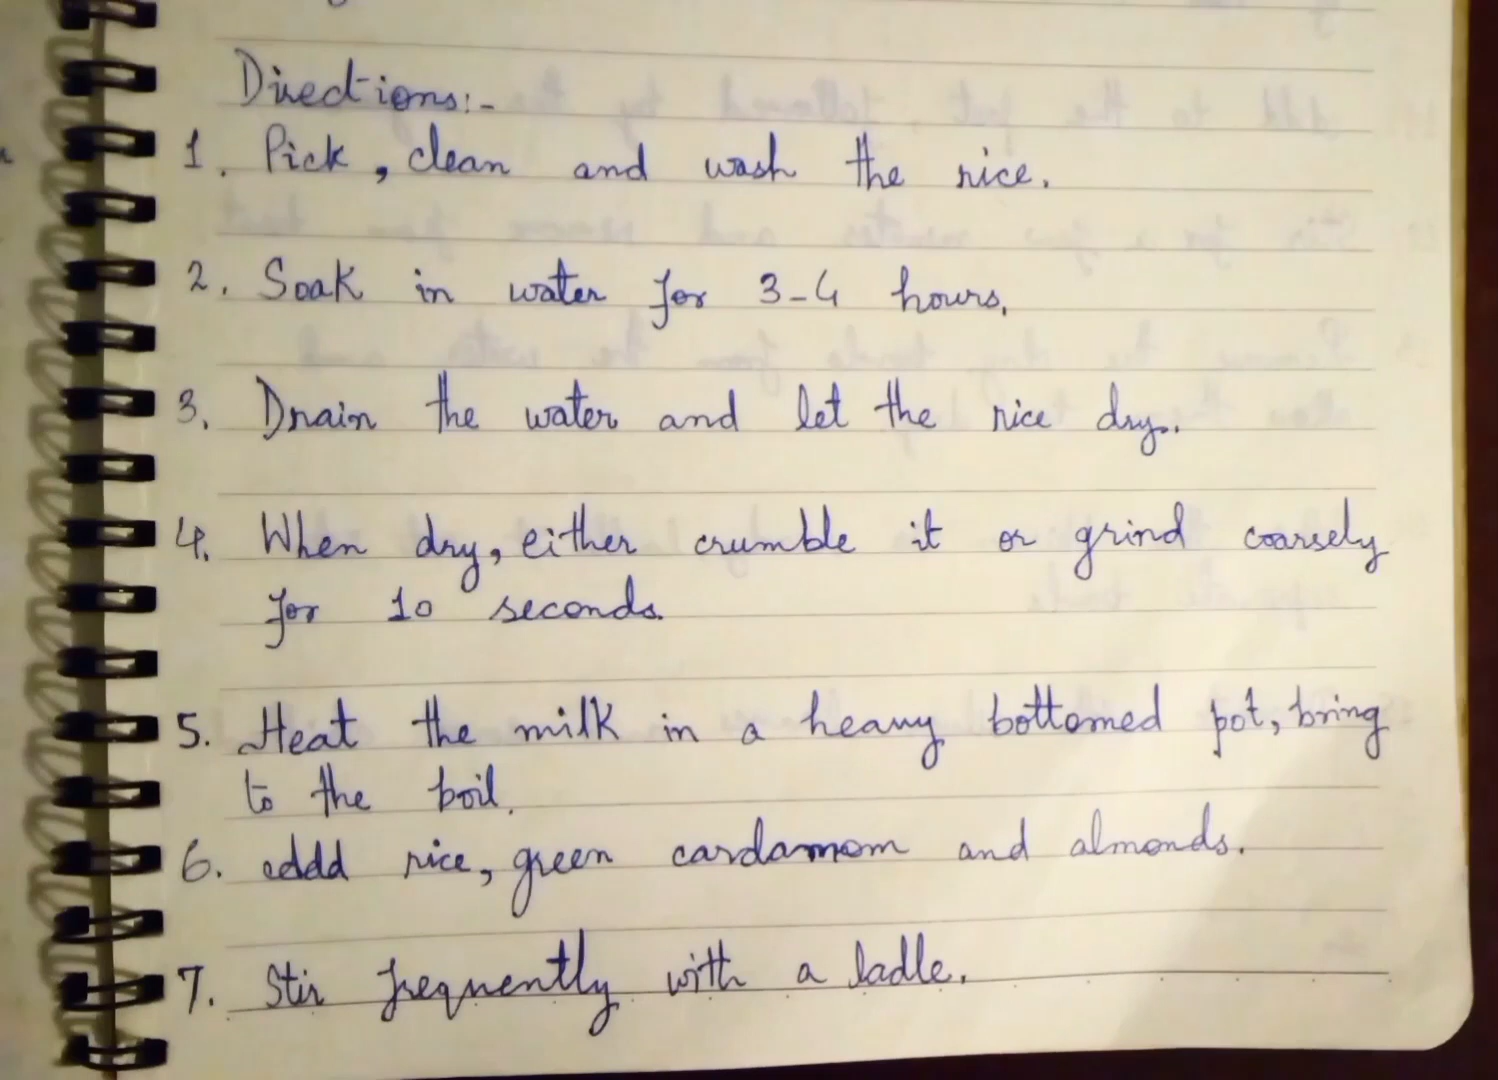 Directions:-
1. Pick, clean and wash the rice.
2. Soak in water for 3-4 hours.
3. Drain the water and let the rice dry.
4. When dry, either crumble it or grind coarsely
for 10 seconds.
5. Heat the milk in a heavy bottomed pot, bring
to the boil.
6. addd rice, green cardamom and almonds.
7. Stir frequently with a ladle.